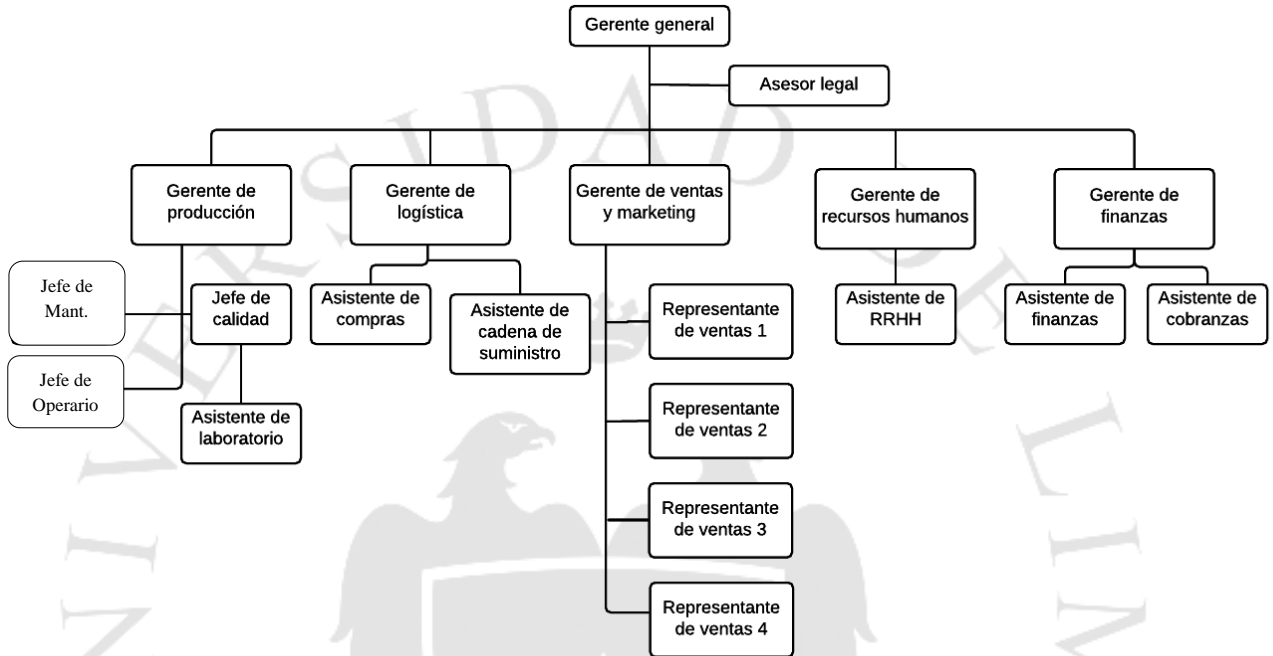 Gerente general
Asesor legal
Gerente de
producción
Gerente de
logística
Gerente de ventas
y marketing
Gerente de
recursos humanos
Gerente de
finanzas
Jefe de
Mant.
Jefe de
calidad
Asistente de
compras
Asistente de
cadena de
suministro
Representante
de ventas 1
Asistente de
RRHH
Asistente de
finanzas
Asistente de
cobranzas
Jefe de
Operario
Asistente de
laboratorio
Representante
de ventas 2
Representante
de ventas 3
Representante
de ventas 4
NIVERSIDAD DE LIM